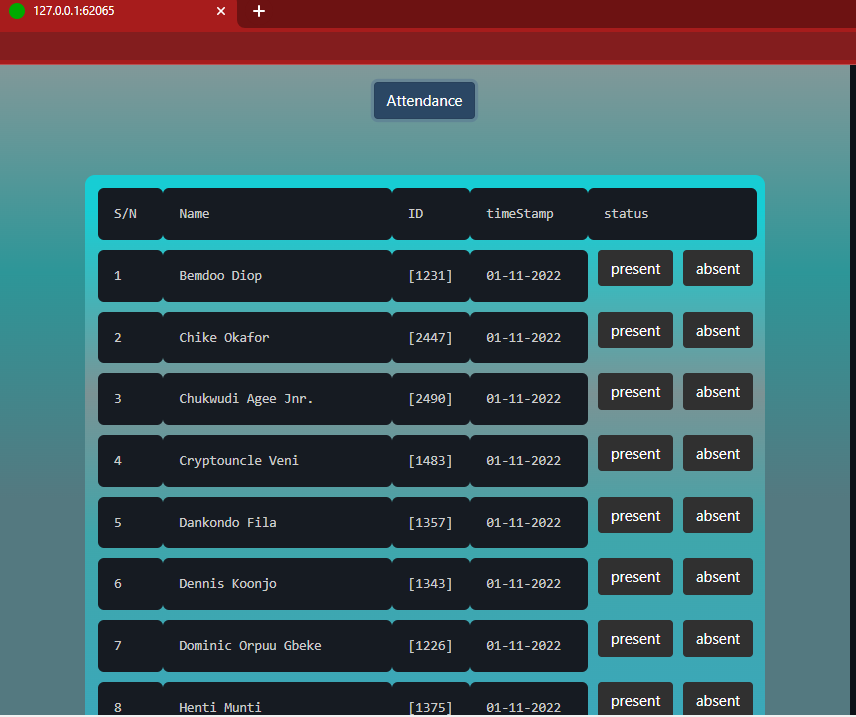 127.0.0.1:62065
Attendance
S/N Name ID timeStamp status
1 Bemdoo Diop [1231] 01-11-2022 present absent
2 Chike Okafor [2447] 01-11-2022 present absent
3 Chukwudi Agee Jnr. [2490] 01-11-2022 present absent
4 Cryptouncle Veni [1483] 01-11-2022 present absent
5 Dankondo Fila [1357] 01-11-2022 present absent
6 Dennis Koonjo [1343] 01-11-2022 present absent
7 Dominic Orpuu Gbeke [1226] 01-11-2022 present absent
8 Henti Munti [1375] 01-11-2022 present absent